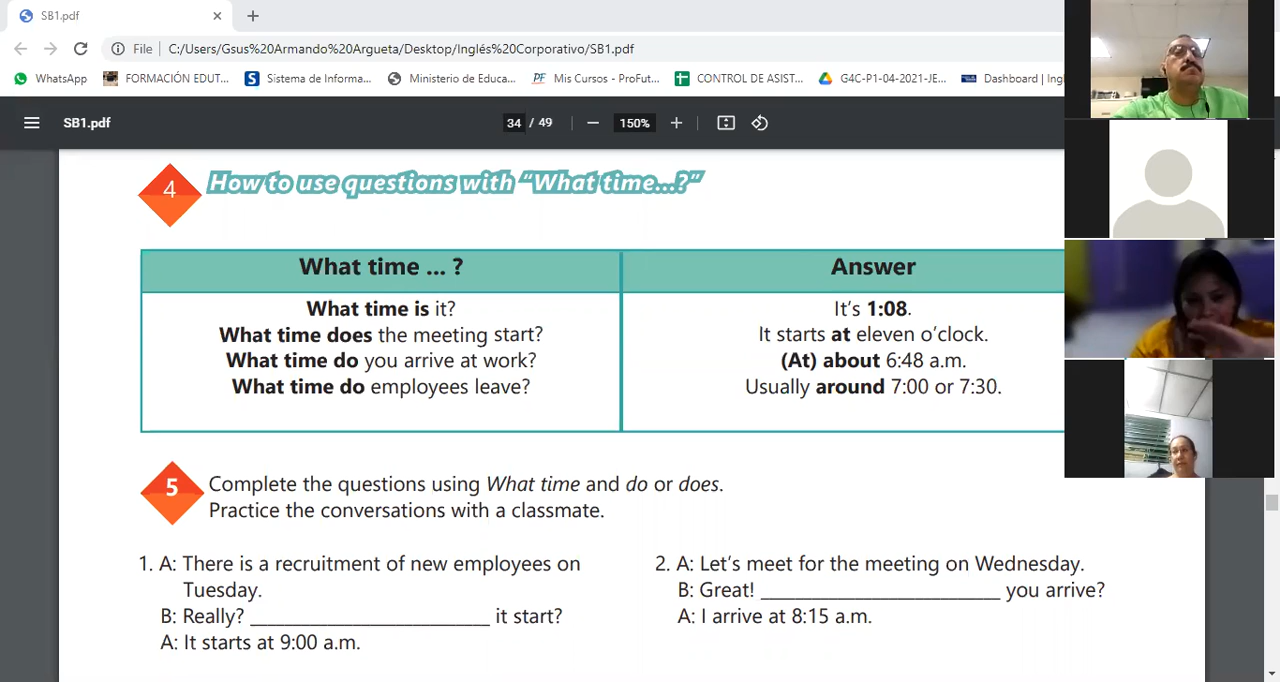 SB1.pdf
File C:/Users/Gsus%20Armando%20Argueta/Desktop/Inglés%20Corporativo/SB1.pdf
WhatsApp FORMACIÓN EDUT... Sistema de Informa... Ministerio de Educa... Mis Cursos - ProFut... CONTROL DE ASIST... G4C-P1-04-2021-JE... Dashboard | Ingl
SB1.pdf 34 / 49 150%
4 How to use questions with “What time...?”
What time ... ? Answer
What time is it? It’s 1:08.
What time does the meeting start? It starts at eleven o’clock.
What time do you arrive at work? (At) about 6:48 a.m.
What time do employees leave? Usually around 7:00 or 7:30.
5 Complete the questions using What time and do or does.
Practice the conversations with a classmate.
1. A: There is a recruitment of new employees on
Tuesday.
B: Really? ________________________ it start?
A: It starts at 9:00 a.m.
2. A: Let’s meet for the meeting on Wednesday.
B: Great! ________________________ you arrive?
A: I arrive at 8:15 a.m.